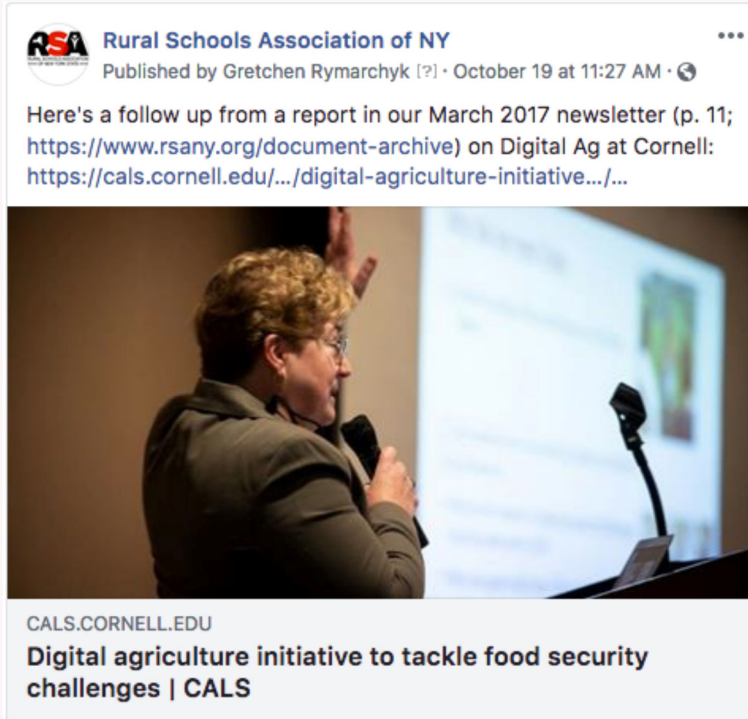 RSA
Rural Schools Association of NY
Published by Gretchen Rymarchyk [?] · October 19 at 11:27 AM ·
Here's a follow up from a report in our March 2017 newsletter (p. 11;
https://www.rsany.org/document-archive) on Digital Ag at Cornell:
https://cals.cornell.edu/.../digital-agriculture-initiative.../...
CALS.CORNELL.EDU
Digital agriculture initiative to tackle food security
challenges | CALS